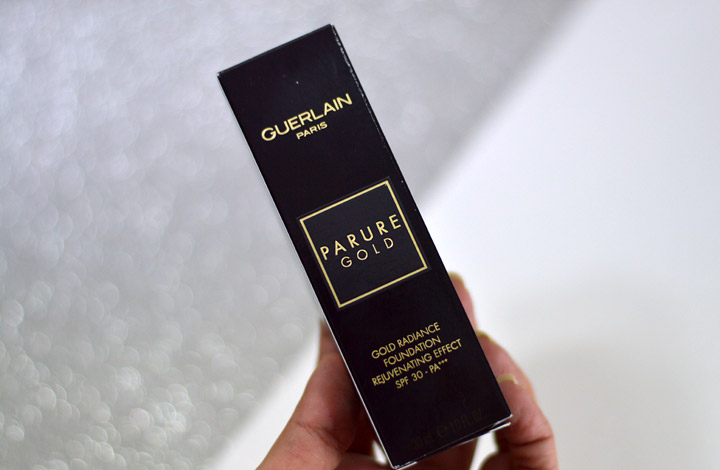 GUERLAIN
PARIS
PARURE
GOLD
GOLD RADIANCE
FOUNDATION
REJUVENATING EFFECT
SPF 30 - PA+++